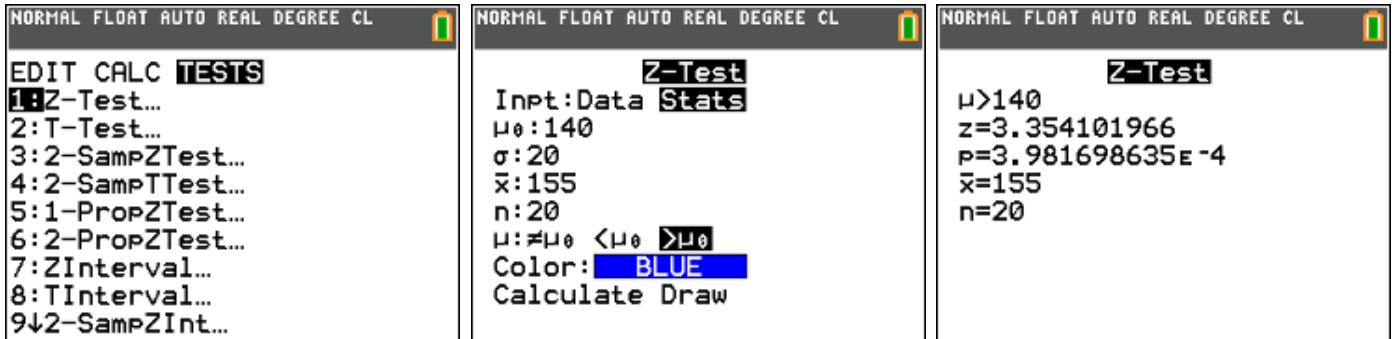 NORMAL FLOAT AUTO REAL DEGREE CL
EDIT CALC TESTS
1:Z-Test…
2:T-Test…
3:2-SampZTest…
4:2-SampTTest…
5:1-PropZTest…
6:2-PropZTest…
7:ZInterval…
8:TInterval…
9↓2-SampZInt…
NORMAL FLOAT AUTO REAL DEGREE CL
Z-Test
Inpt:Data Stats
μ₀:140
σ:20
x̄:155
n:20
μ:≠μ₀ <μ₀ >μ₀
Color: BLUE
Calculate Draw
NORMAL FLOAT AUTO REAL DEGREE CL
Z-Test
μ>140
z=3.354101966
p=3.981698635ᴇ⁻4
x̄=155
n=20